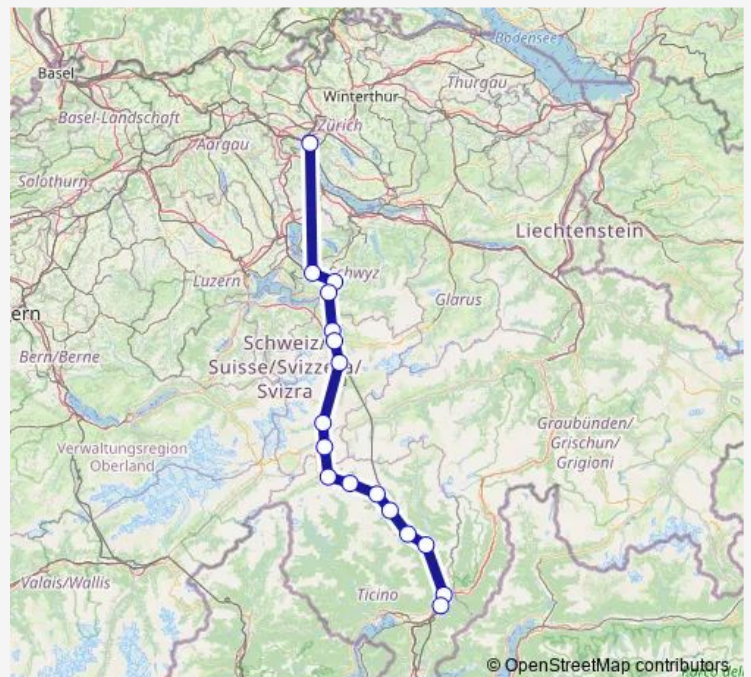 Bodensee
Basel
Thurgau
Winterthur
Basel-Landschaft
Zürich
Aargau
Solothurn
Liechtenstein
Schwyz
Luzern
Glarus
ern
Schweiz/
Suisse/Svizzera/
Svizra
Bern/Berne
Graubünden/
Grischun/
Grigioni
Verwaltungsregion
Oberland
Valais/Wallis
Ticino
© OpenStreetMap contributors